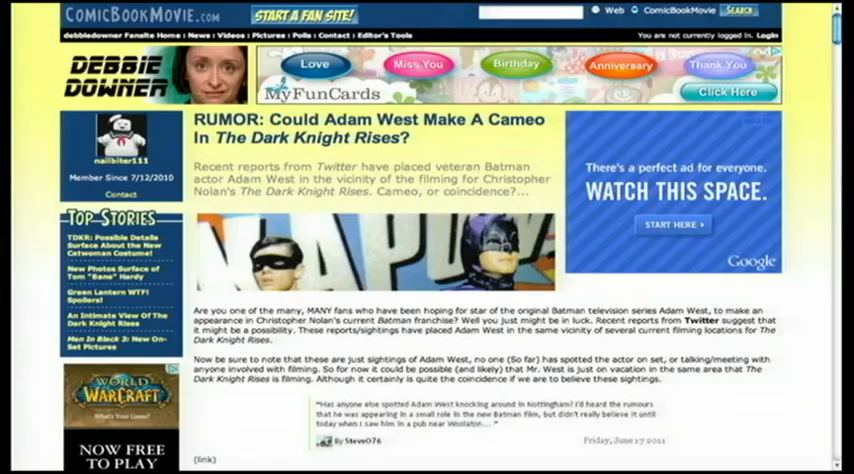 COMICBOOKMOVIE.COM
START A FAN SITE!
Web ComicBookMovie SEARCH
debbiedowner Fansite Home : News : Videos : Pictures : Polls : Contact : Editor's Tools
You are not currently logged in. Login
DEBBIE
DOWNER
Love
Miss You
Birthday
Anniversary
Thank You
MyFunCards
Click Here
nailbiter111
Member Since 7/12/2010
Contact
TOP STORIES
TDKR: Possible Details
Surface About the New
Catwoman Costume!
New Photos Surface of
Tom "Bane" Hardy
Green Lantern WTF!
Spoilers!
An Intimate View Of The
Dark Knight Rises
Men In Black 3: New On-
Set Pictures
WORLD
WARCRAFT
What's Your Game?
NOW FREE
TO PLAY
RUMOR: Could Adam West Make A Cameo
In The Dark Knight Rises?
Recent reports from Twitter have placed veteran Batman
actor Adam West in the vicinity of the filming for Christopher
Nolan's The Dark Knight Rises. Cameo, or coincidence?...
KAPOW
Are you one of the many, MANY fans who have been hoping for star of the original Batman television series Adam West, to make an
appearance in Christopher Nolan's current Batman franchise? Well you just might be in luck. Recent reports from Twitter suggest that
it might be a possibility. These reports/sightings have placed Adam West in the same vicinity of several current filming locations for The
Dark Knight Rises.
Now be sure to note that these are just sightings of Adam West, no one (So far) has spotted the actor on set, or talking/meeting with
anyone involved with filming. So for now it could be possible (and likely) that Mr. West is just on vacation in the same area that The
Dark Knight Rises is filming. Although it certainly is quite the coincidence if we are to believe these sightings.
"Has anyone else spotted Adam West knocking around in Nottingham? I'd heard the rumours
that he was appearing in a small role in the new Batman film, but didn't really believe it until
today when I saw him in a pub near Woolaton... "
By SteveO76
Friday, June 17 2011
(link)
There's a perfect ad for everyone.
WATCH THIS SPACE.
START HERE
Google